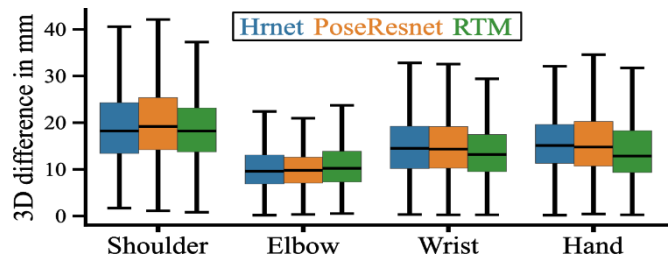 Hrnet PoseResnet RTM
3D difference in mm
40
30
20
10
0
Shoulder Elbow Wrist Hand